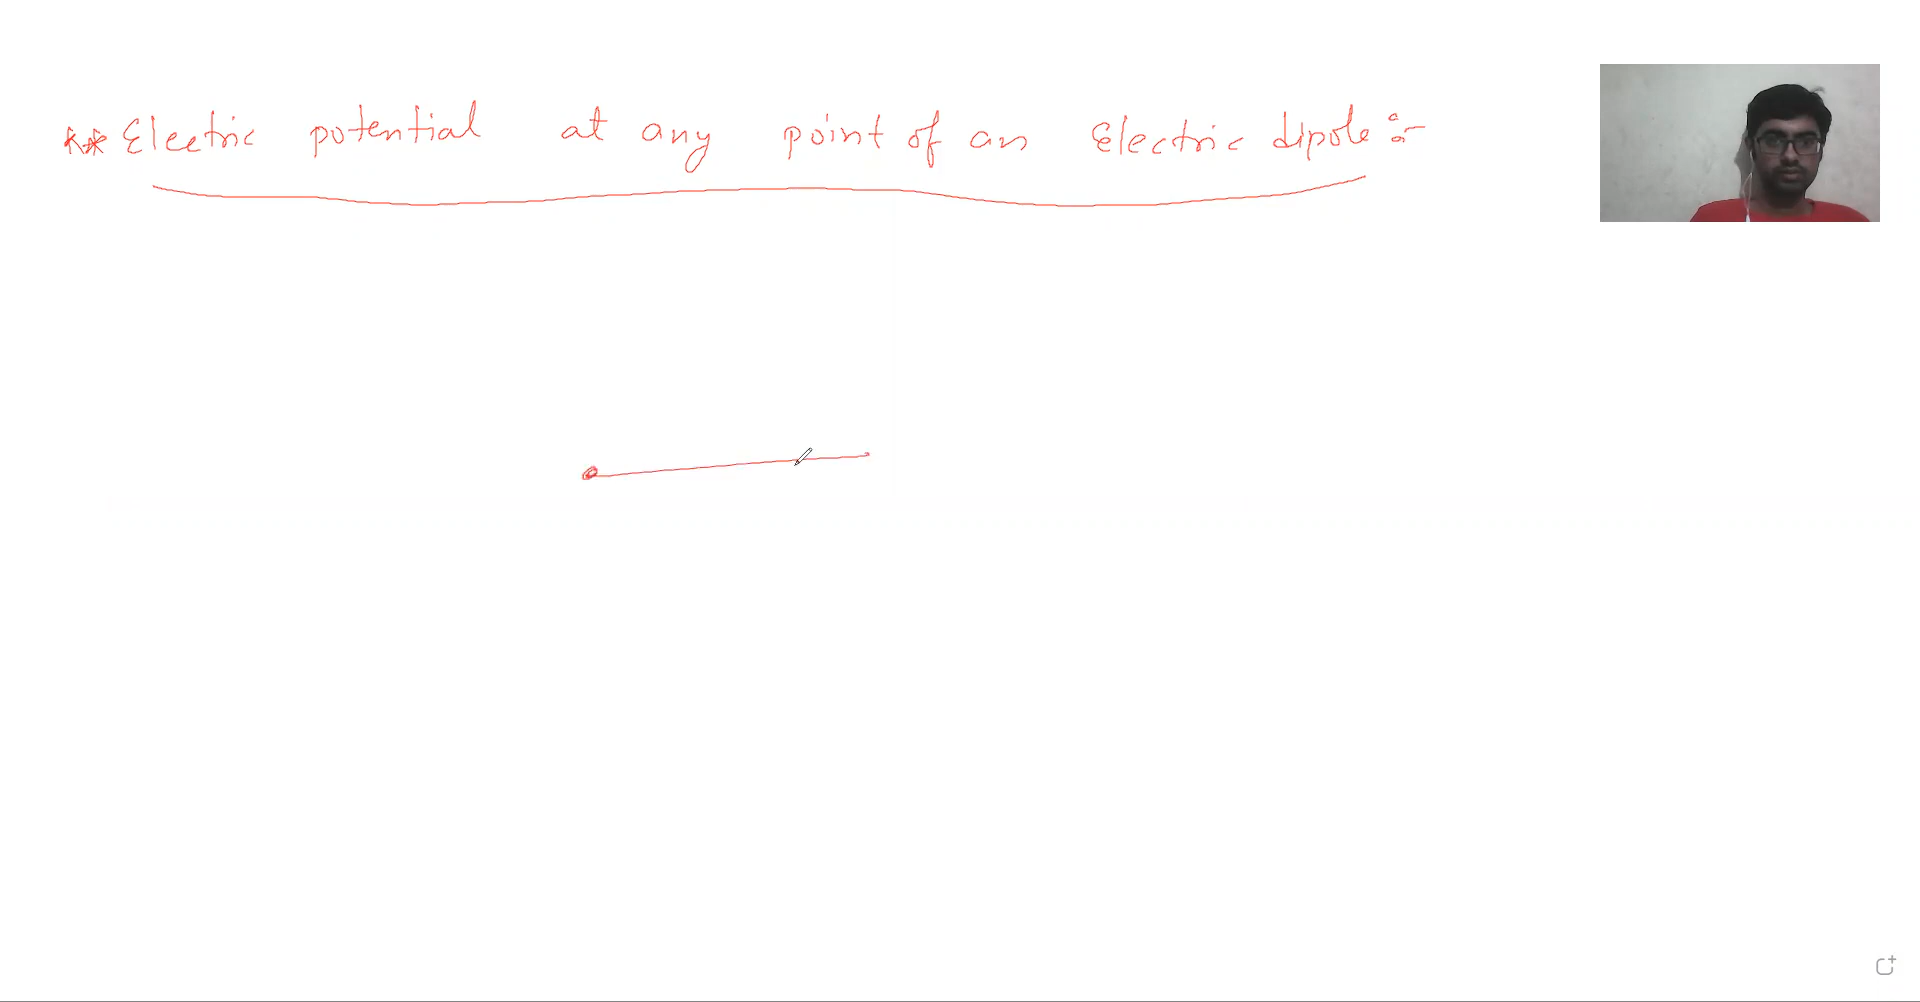 ** Electric potential at any point of an Electric dipole :-